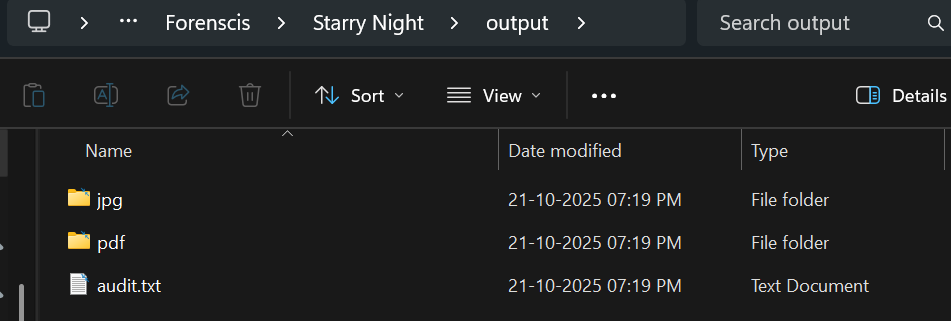 Forenscis Starry Night output Search output
Sort View Details
Name Date modified Type
jpg 21-10-2025 07:19 PM File folder
pdf 21-10-2025 07:19 PM File folder
audit.txt 21-10-2025 07:19 PM Text Document